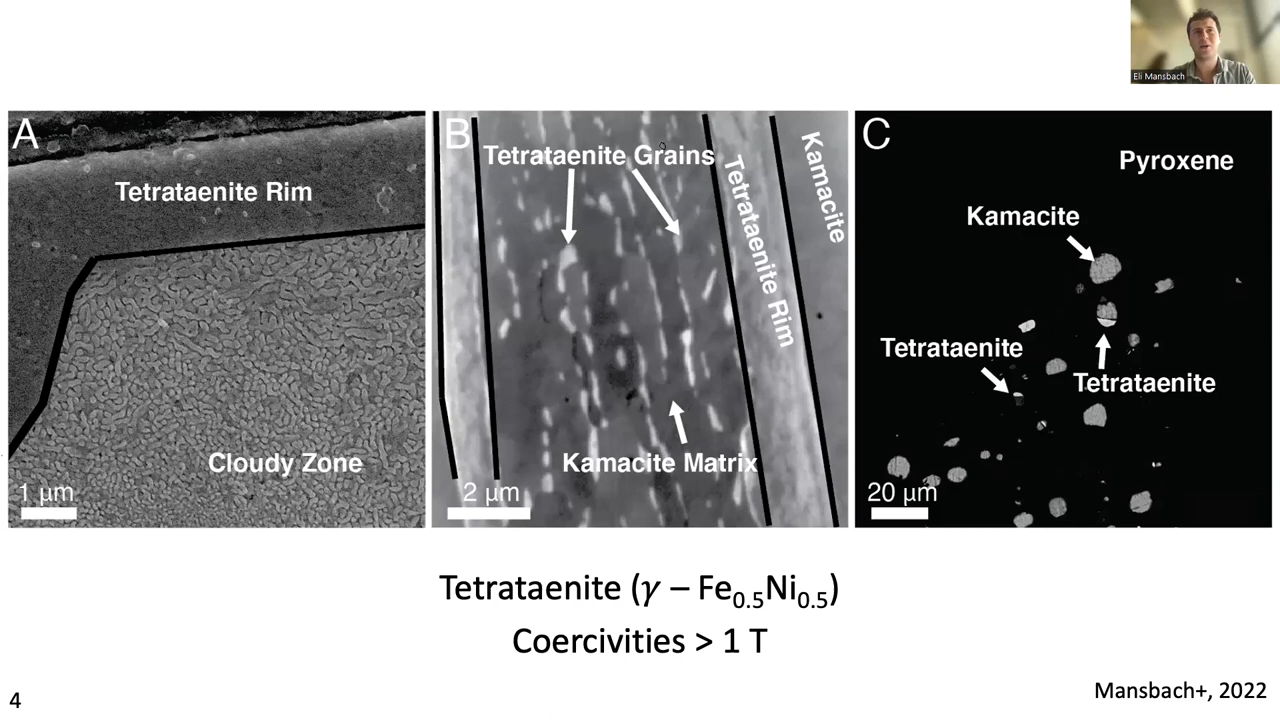 Eli Mansbach
A
Tetrataenite Rim
Cloudy Zone
1 μm
B
Tetrataenite Grains
Tetrataenite Rim
Kamacite
Kamacite Matrix
2 μm
C
Pyroxene
Kamacite
Tetrataenite
Tetrataenite
20 μm
Tetrataenite (γ – Fe₀.₅Ni₀.₅)
Coercivities > 1 T
4
Mansbach+, 2022